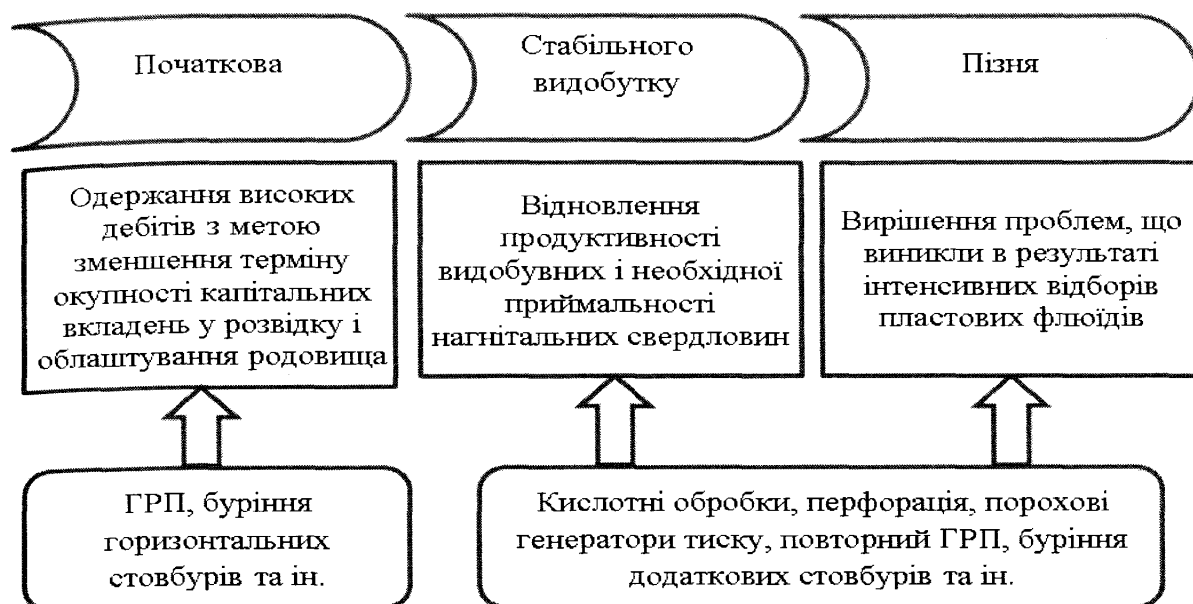 Початкова
Стабільного
видобутку
Пізня
Одержання високих
дебітів з метою
зменшення терміну
окупності капітальних
вкладень у розвідку і
облаштування родовища
Відновлення
продуктивності
видобувних і необхідної
приймальності
нагнітальних свердловин
Вирішення проблем, що
виникли в результаті
інтенсивних відборів
пластових флюїдів
ГРП, буріння
горизонтальних
стовбурів та ін.
Кислотні обробки, перфорація, порохові
генератори тиску, повторний ГРП, буріння
додаткових стовбурів та ін.